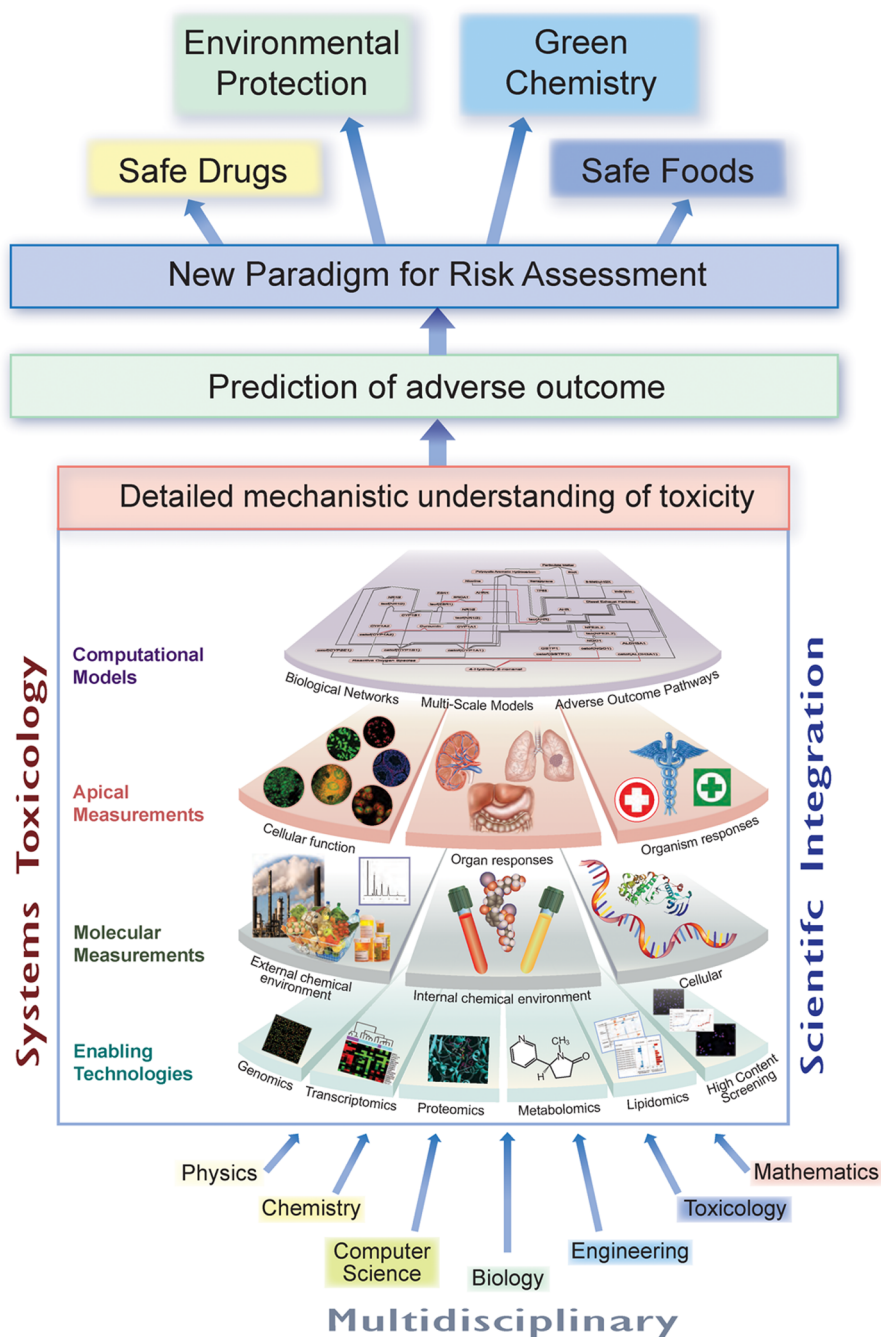 Environmental
Protection
Green
Chemistry
Safe Drugs
Safe Foods
New Paradigm for Risk Assessment
Prediction of adverse outcome
Detailed mechanistic understanding of toxicity
Systems Toxicology
Scientifc Integration
Computational
Models
Biological Networks
Multi-Scale Models
Adverse Outcome Pathways
Apical
Measurements
Cellular function
Organ responses
Organism responses
Molecular
Measurements
External chemical
environment
Internal chemical environment
Cellular
Enabling
Technologies
N
CH3
N
O
H
Genomics
Transcriptomics
Proteomics
Metabolomics
Lipidomics
High Content
Screening
Physics
Mathematics
Chemistry
Toxicology
Computer
Science
Engineering
Biology
Multidisciplinary